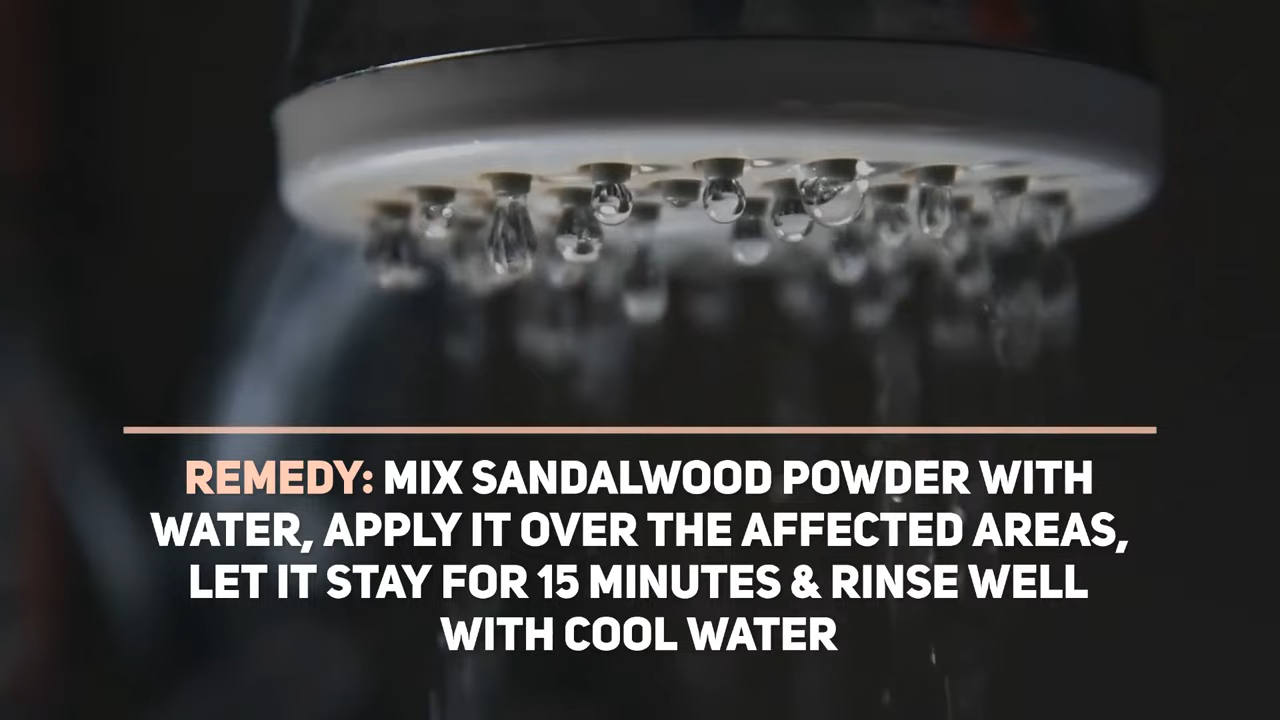 REMEDY: MIX SANDALWOOD POWDER WITH
WATER, APPLY IT OVER THE AFFECTED AREAS,
LET IT STAY FOR 15 MINUTES & RINSE WELL
WITH COOL WATER